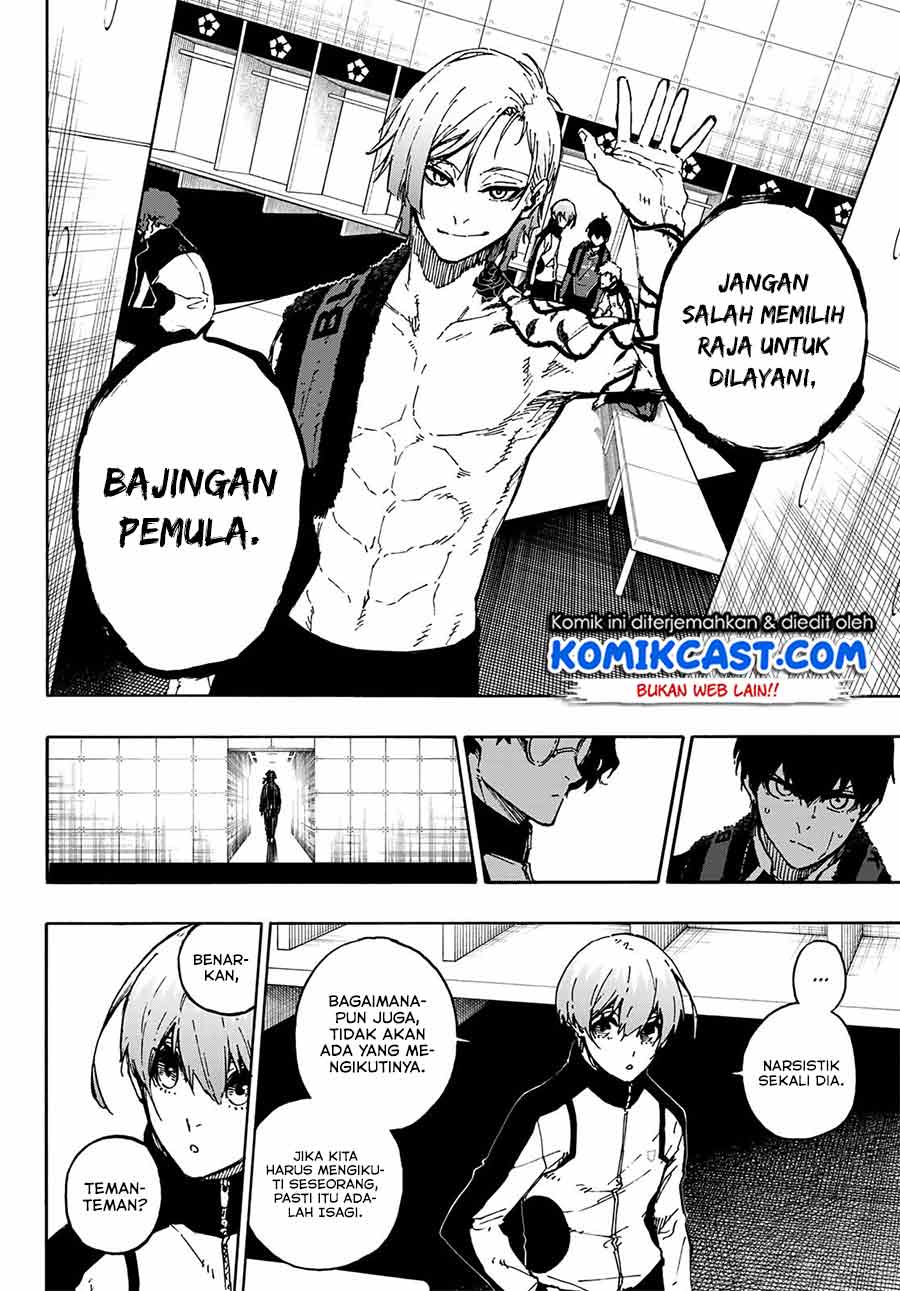 JANGAN
SALAH MEMILIH
RAJA UNTUK
DILAYANI,
BAJINGAN
PEMULA.
BL
Komik ini diterjemahkan & diedit oleh
KOMIKCAST.COM
BUKAN WEB LAIN!!
...
NARSISTIK
SEKALI DIA.
BAGAIMANA-
PUN JUGA,
TIDAK AKAN
ADA YANG ME-
NGIKUTINYA.
JIKA KITA
HARUS MENGIKU-
TI SESEORANG,
PASTI ITU ADA-
LAH ISAGI.
BENAR-
KAN,
TEMAN-
TEMAN?